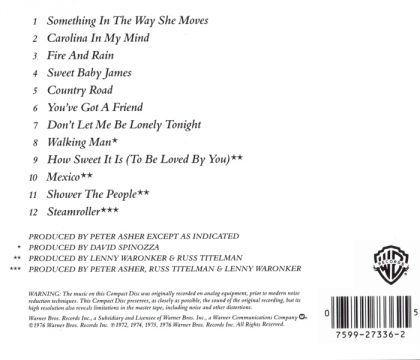 1 Something In The Way She Moves
2 Carolina In My Mind
3 Fire And Rain
4 Sweet Baby James
5 Country Road
6 You've Got A Friend
7 Don't Let Me Be Lonely Tonight
8 Walking Man*
9 How Sweet It Is (To Be Loved By You)**
10 Mexico**
11 Shower The People**
12 Steamroller***
PRODUCED BY PETER ASHER EXCEPT AS INDICATED
* PRODUCED BY DAVID SPINOZZA
** PRODUCED BY LENNY WARONKER & RUSS TITELMAN
*** PRODUCED BY PETER ASHER, RUSS TITELMAN & LENNY WARONKER
WARNING: The music on this Compact Disc was originally recorded on analog equipment, prior to modern noise
reduction techniques. This Compact Disc preserves, as closely as possible, the sound of the original recording, but its
high resolution also reveals limitations in the master tape, including noise and other distortions.
Warner Bros. Records Inc., a Subsidiary and Licensee of Warner Bros. Inc., a Warner Communications Company
©1976 Warner Bros. Records Inc. ℗1972, 1974, 1975, 1976 Warner Bros. Records Inc. All Rights Reserved.
WB
RECORDS
0 5
7599-27336-2